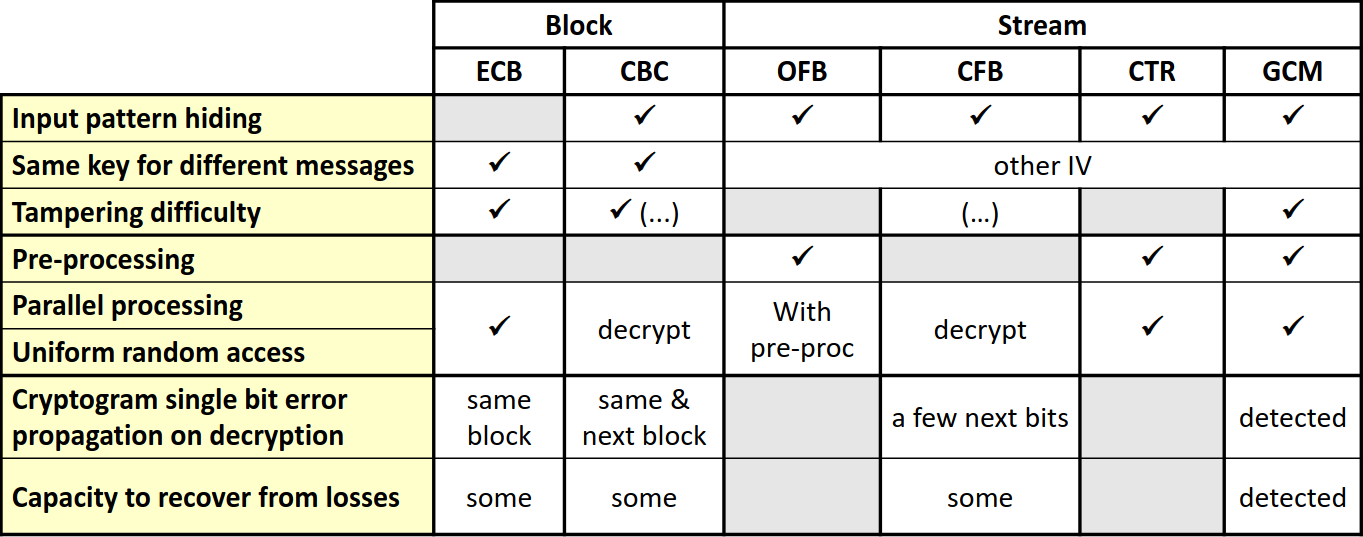 Block Stream
ECB CBC OFB CFB CTR GCM
Input pattern hiding ✓ ✓ ✓ ✓ ✓
Same key for different messages ✓ ✓ other IV
Tampering difficulty ✓ ✓ (...) (...) ✓
Pre-processing ✓ ✓ ✓
Parallel processing
Uniform random access
✓
decrypt
With
pre-proc
decrypt
✓
✓
Cryptogram single bit error
propagation on decryption
same
block
same &
next block
a few next bits
detected
Capacity to recover from losses some some some detected